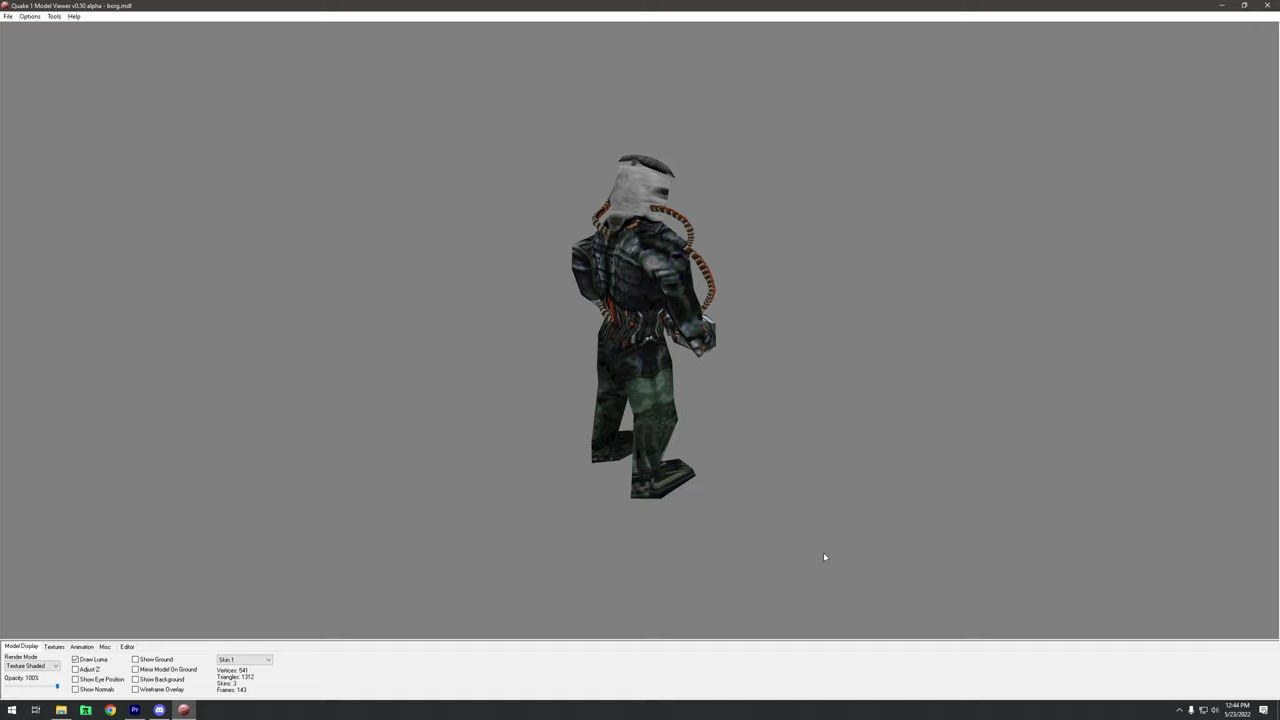 Quake 1 Model Viewer v0.50 alpha - borg.mdl
File Options Tools Help
Model Display Textures Animation Misc Editor
Render Mode
Texture Shaded
Opacity: 100%
Draw Luma
Adjust Z
Show Eye Position
Show Normals
Show Ground
Mirror Model On Ground
Show Background
Wireframe Overlay
Skin 1
Vertices: 541
Triangles: 1312
Skins: 3
Frames: 143
Pr
12:44 PM
5/23/2022